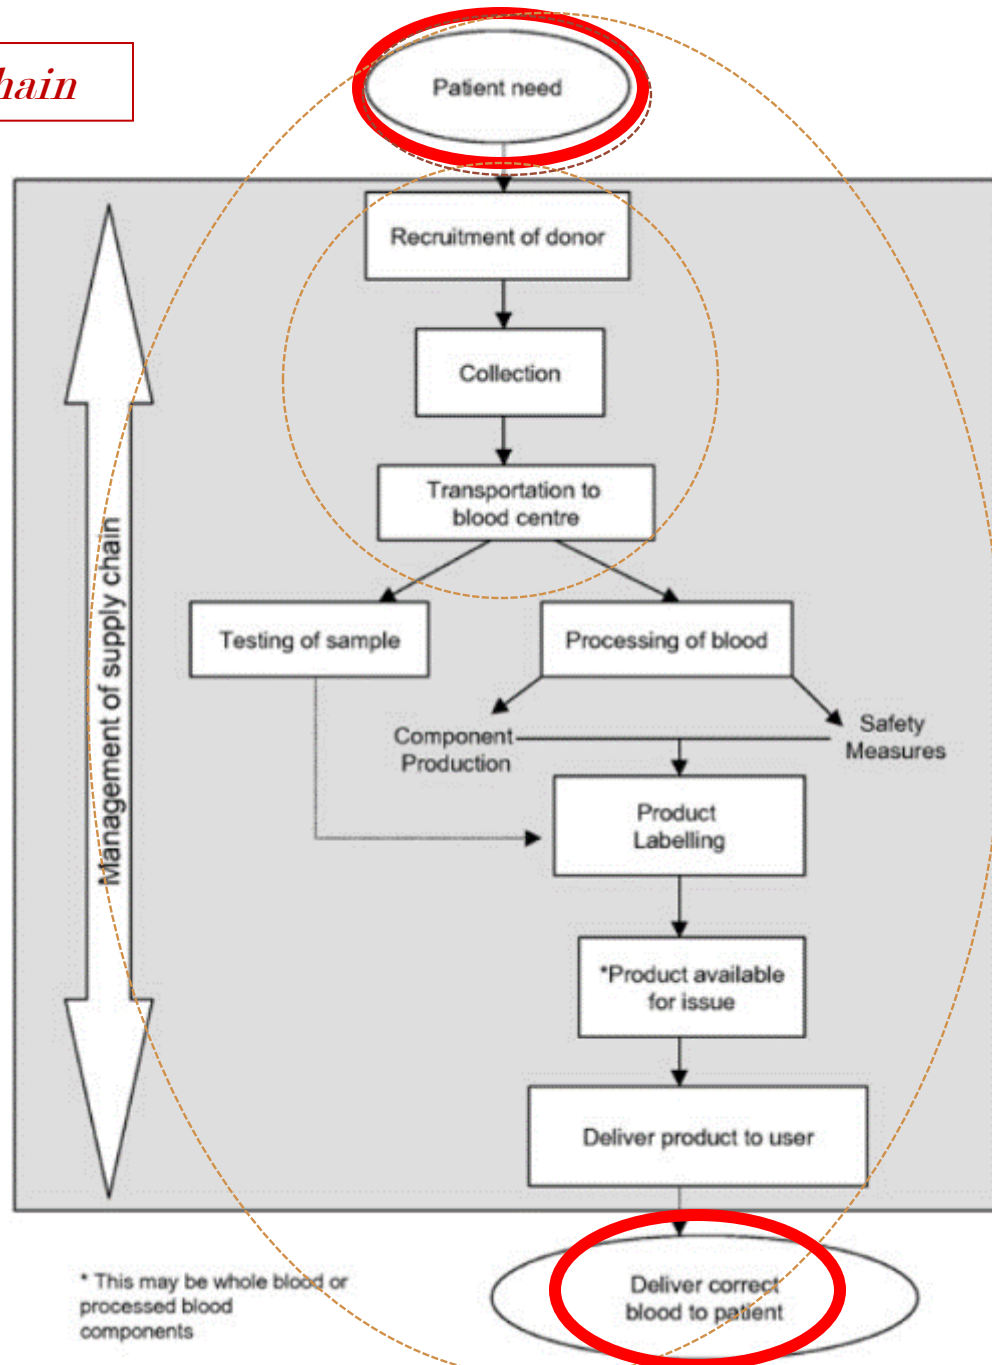 hain
Patient need
Recruitment of donor
Collection
Transportation to
blood centre
Testing of sample
Processing of blood
Component
Production
Safety
Measures
Product
Labelling
*Product available
for issue
Deliver product to user
Deliver correct
blood to patient
*Management of supply chain
* This may be whole blood or
processed blood
components